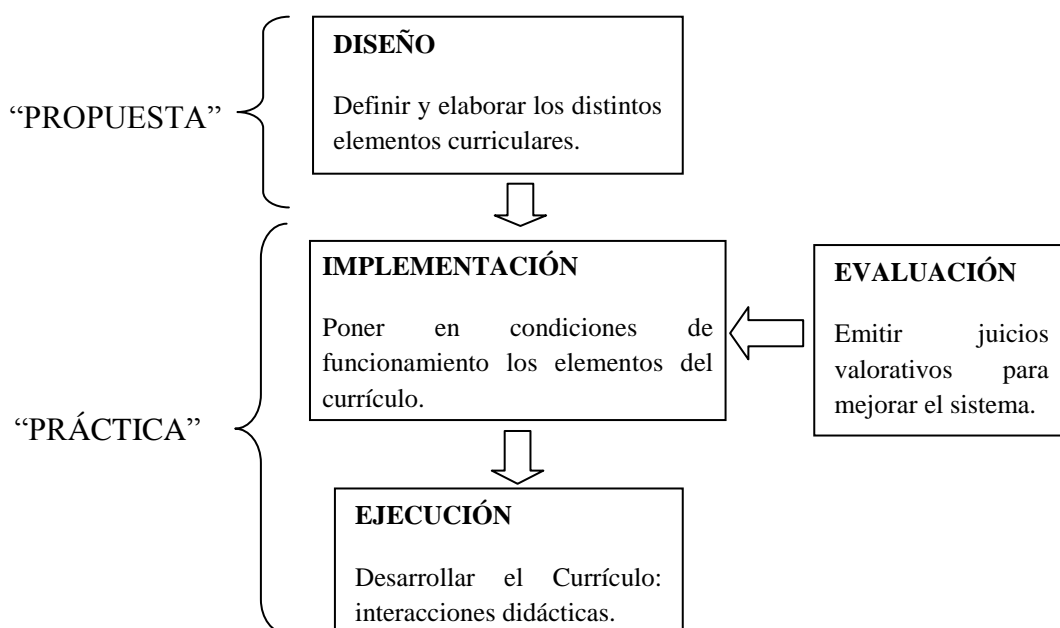 DISEÑO
Definir y elaborar los distintos
elementos curriculares.
“PROPUESTA”
IMPLEMENTACIÓN
Poner en condiciones de
funcionamiento los elementos del
currículo.
EVALUACIÓN
Emitir juicios
valorativos para
mejorar el sistema.
“PRÁCTICA”
EJECUCIÓN
Desarrollar el Currículo:
interacciones didácticas.